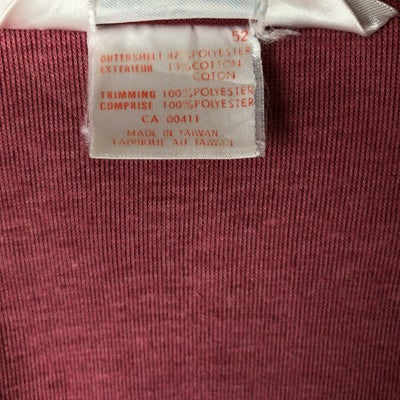 52
OUTERSHELL 87% POLYESTER
EXTERIEUR 13% COTTON
COTON
TRIMMING 100% POLYESTER
COMPRISE 100% POLYESTER
CA 00411
MADE IN TAIWAN
FABRIQUE AU TAIWAN